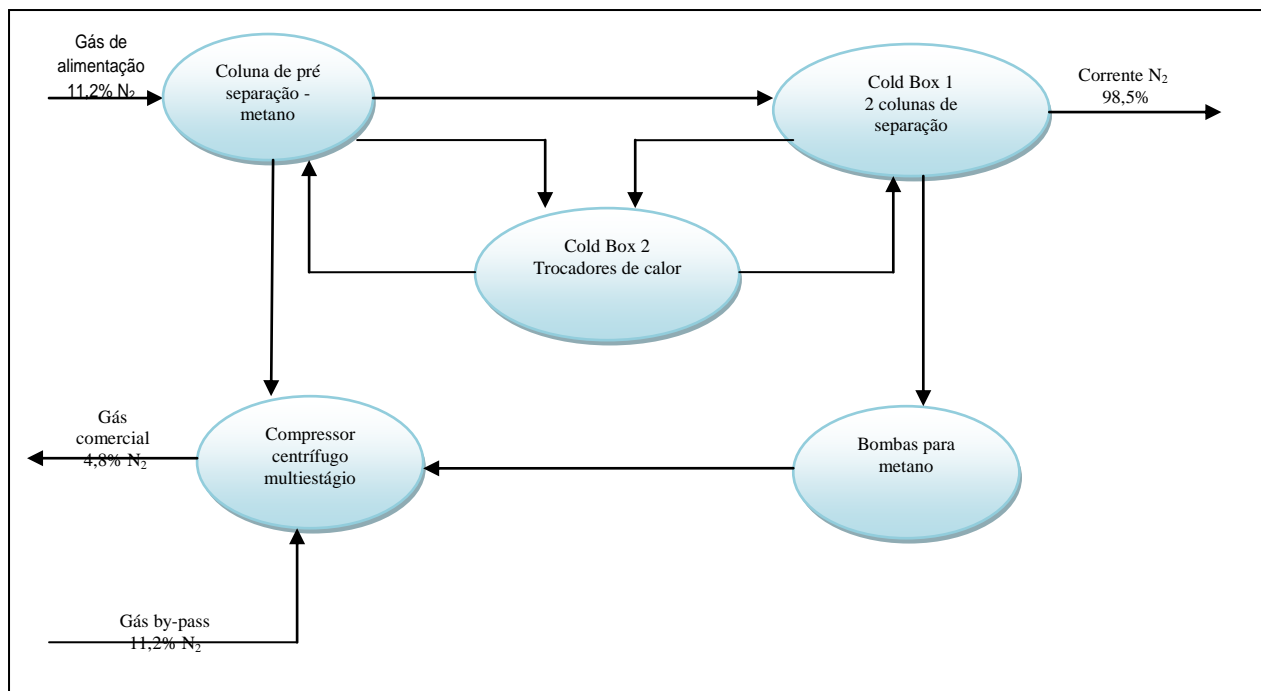 Gás de
alimentação
11,2% N₂
Coluna de pré
separação -
metano
Cold Box 1
2 colunas de
separação
Corrente N₂
98,5%
Cold Box 2
Trocadores de calor
Gás
comercial
4,8% N₂
Compressor
centrífugo
multiestágio
Bombas para
metano
Gás by-pass
11,2% N₂